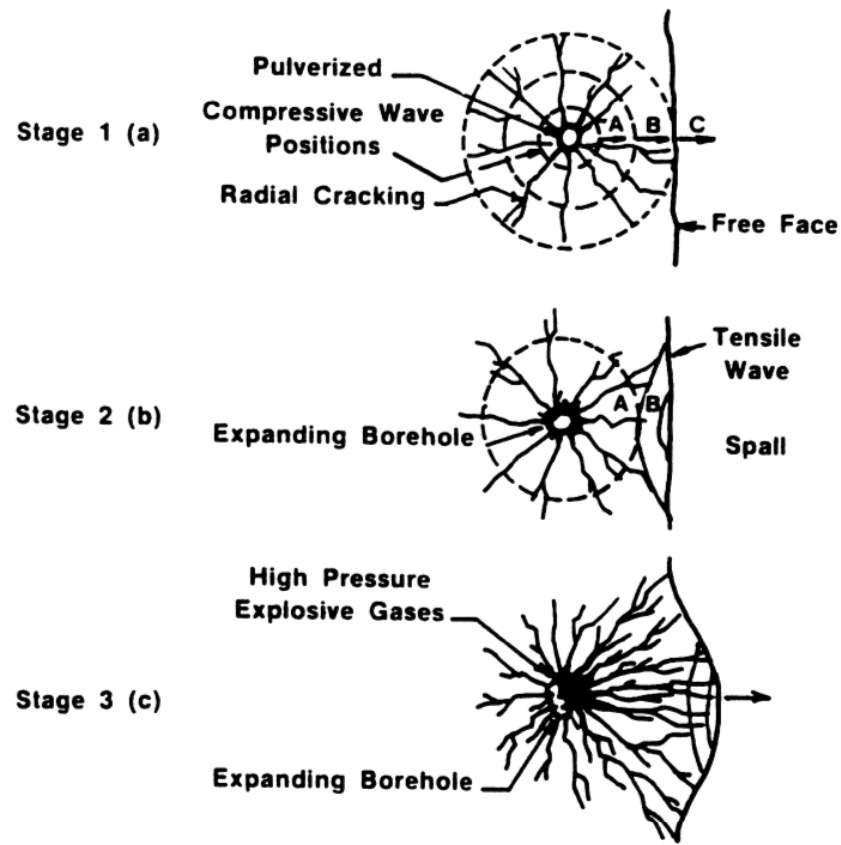 Pulverized
Compressive Wave
Positions
Stage 1 (a)
Radial Cracking
A B C
Free Face
Tensile
Wave
Stage 2 (b)
Expanding Borehole
A B
Spall
High Pressure
Explosive Gases
Stage 3 (c)
Expanding Borehole